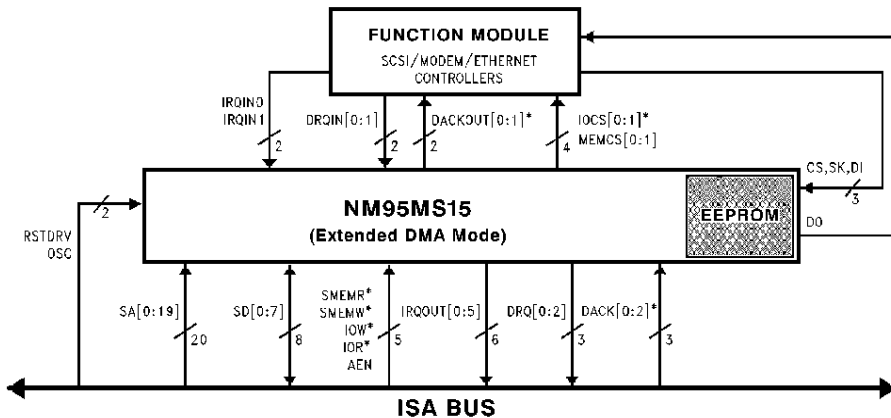 FUNCTION MODULE
SCSI/MODEM/ETHERNET
CONTROLLERS
IRQIN0
IRQIN1
2
DRQIN[0:1]
2
DACKOUT[0:1]*
2
IOCS[0:1]*
MEMCS[0:1]
4
CS,SK,DI
3
NM95MS15
(Extended DMA Mode)
EEPROM
DO
2
RSTDRV
OSC
SA[0:19]
20
SD[0:7]
8
SMEMR*
SMEMW*
IOW*
IOR*
AEN
5
IRQOUT[0:5]
6
DRQ[0:2]
3
DACK[0:2]*
3
ISA BUS